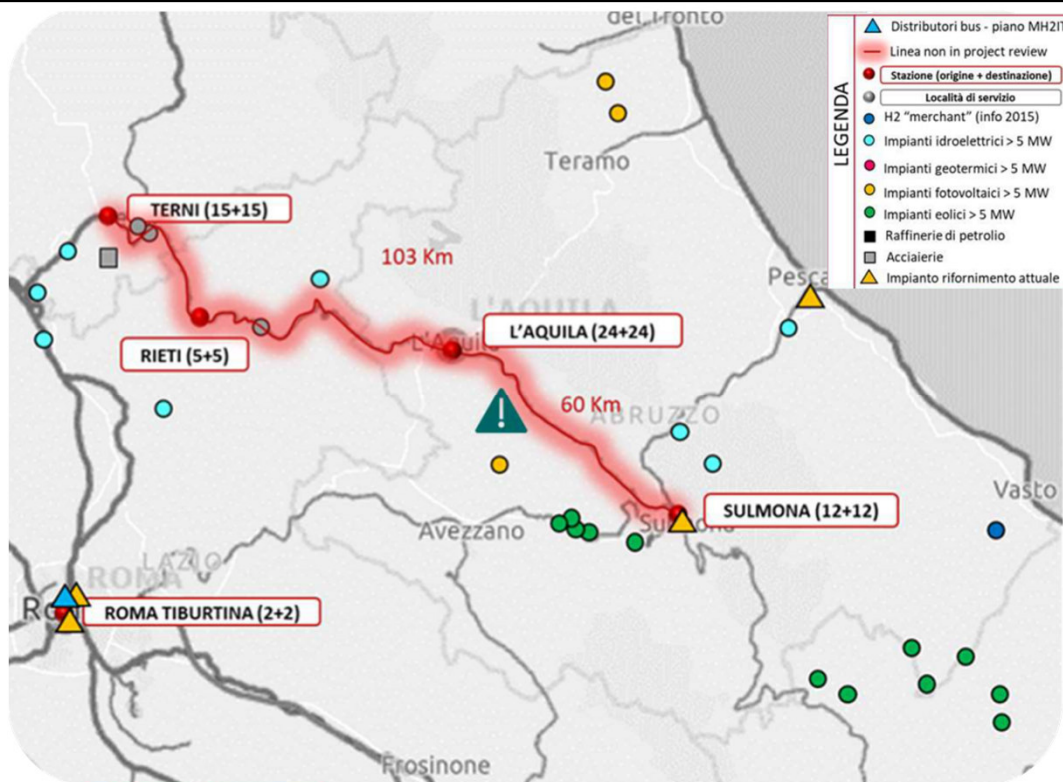 del Tronto
Teramo
TERNI (15+15)
103 Km
L'AQUILA
Pesca
RIETI (5+5)
L'Aquila
L'AQUILA (24+24)
60 Km
ABRUZZO
Avezzano
Sulmona
SULMONA (12+12)
Vasto
LAZIO
ROMA
Ro
ROMA TIBURTINA (2+2)
Frosinone
LEGENDA
Distributori bus - piano MH2IT
Linea non in project review
Stazione (origine + destinazione)
Località di servizio
H2 "merchant" (info 2015)
Impianti idroelettrici > 5 MW
Impianti geotermici > 5 MW
Impianti fotovoltaici > 5 MW
Impianti eolici > 5 MW
Raffinerie di petrolio
Acciaierie
Impianto rifornimento attuale